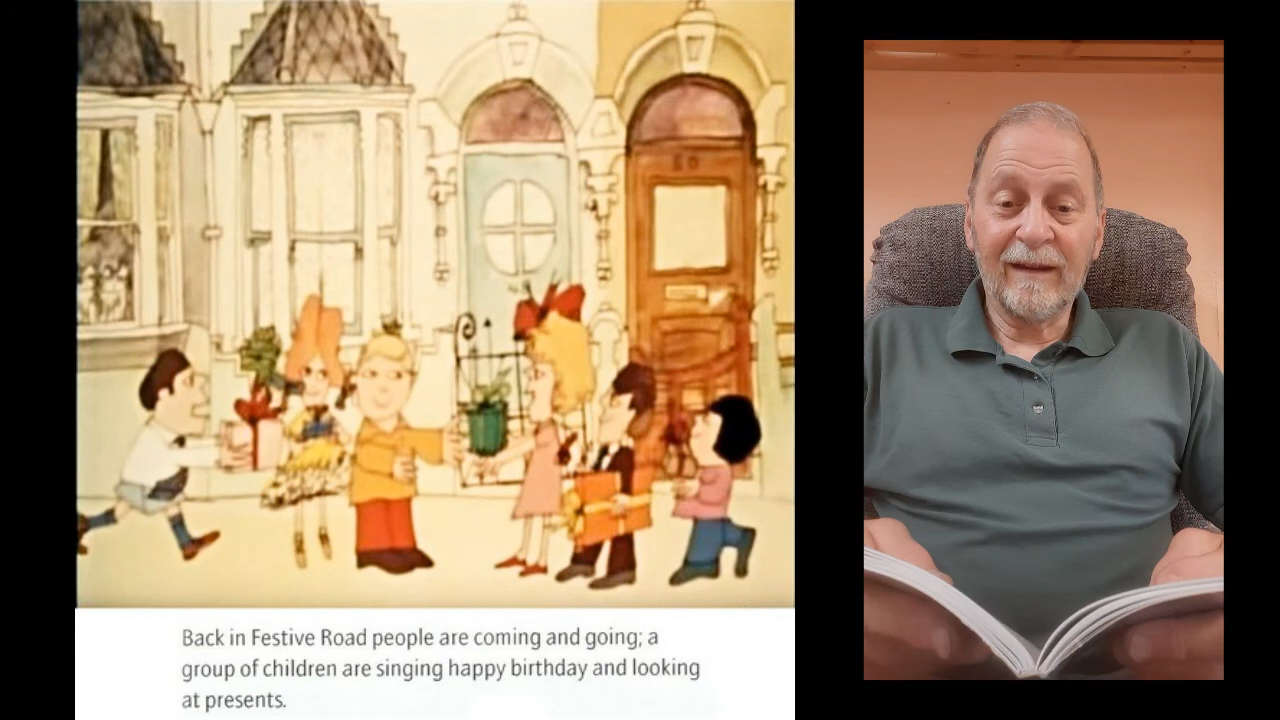 Back in Festive Road people are coming and going; a
group of children are singing happy birthday and looking
at presents.